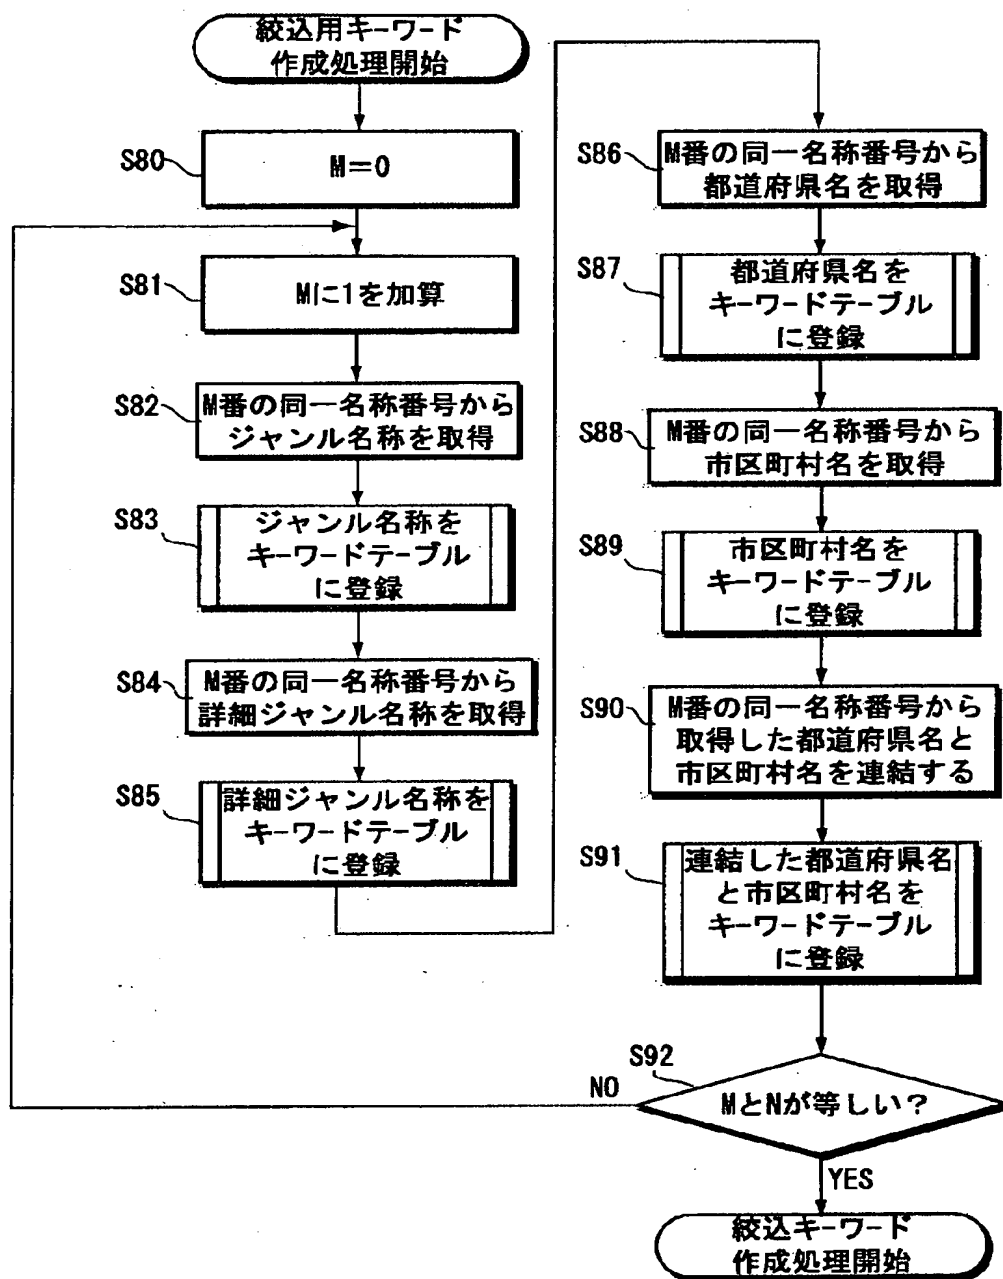 絞込用キーワード
作成処理開始
S80
M=0
S81
Mに1を加算
S82
M番の同一名称番号から
ジャンル名称を取得
S83
ジャンル名称を
キーワードテーブル
に登録
S84
M番の同一名称番号から
詳細ジャンル名称を取得
S85
詳細ジャンル名称を
キーワードテーブル
に登録
S86
M番の同一名称番号から
都道府県名を取得
S87
都道府県名を
キーワードテーブル
に登録
S88
M番の同一名称番号から
市区町村名を取得
S89
市区町村名を
キーワードテーブル
に登録
S90
M番の同一名称番号から
取得した都道府県名と
市区町村名を連結する
S91
連結した都道府県名
と市区町村名を
キーワードテーブル
に登録
S92
NO
MとNが等しい?
YES
絞込キーワード
作成処理開始